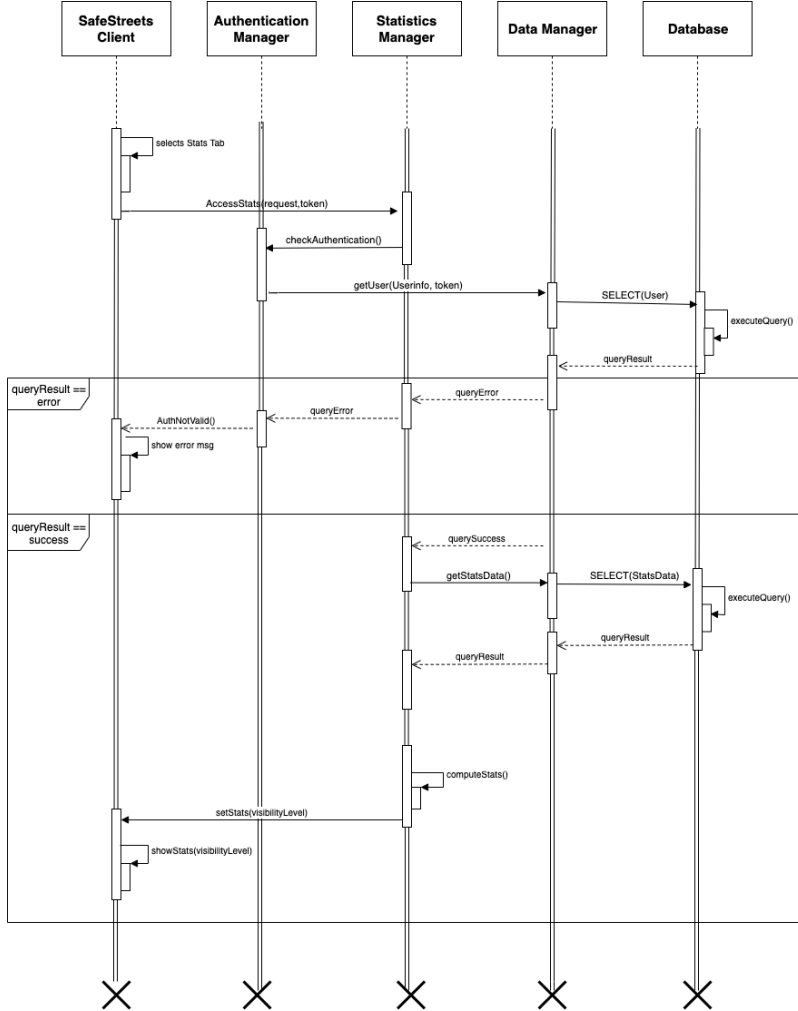 SafeStreets
Client
Authentication
Manager
Statistics
Manager
Data Manager
Database
selects Stats Tab
AccessStats(request,token)
checkAuthentication()
getUser(Userinfo, token)
SELECT(User)
executeQuery()
queryResult
queryResult ==
error
queryError
queryError
AuthNotValid()
show error msg
queryResult ==
success
querySuccess
getStatsData()
SELECT(StatsData)
executeQuery()
queryResult
queryResult
computeStats()
setStats(visibilityLevel)
showStats(visibilityLevel)